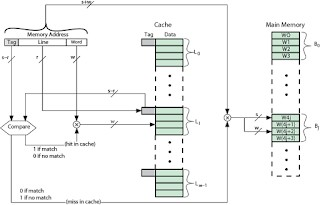 s+w
Cache
Main Memory
Memory Address
Tag
Data
Tag
Line
Word
W0
W1
W2
W3
B0
L0
s–r
r
w
s–r
s
w
W4j
W(4j+1)
W(4j+2)
W(4j+3)
Bj
Li
w
Compare
(hit in cache)
1 if match
0 if no match
Lm–1
0 if match
1 if no match
(miss in cache)